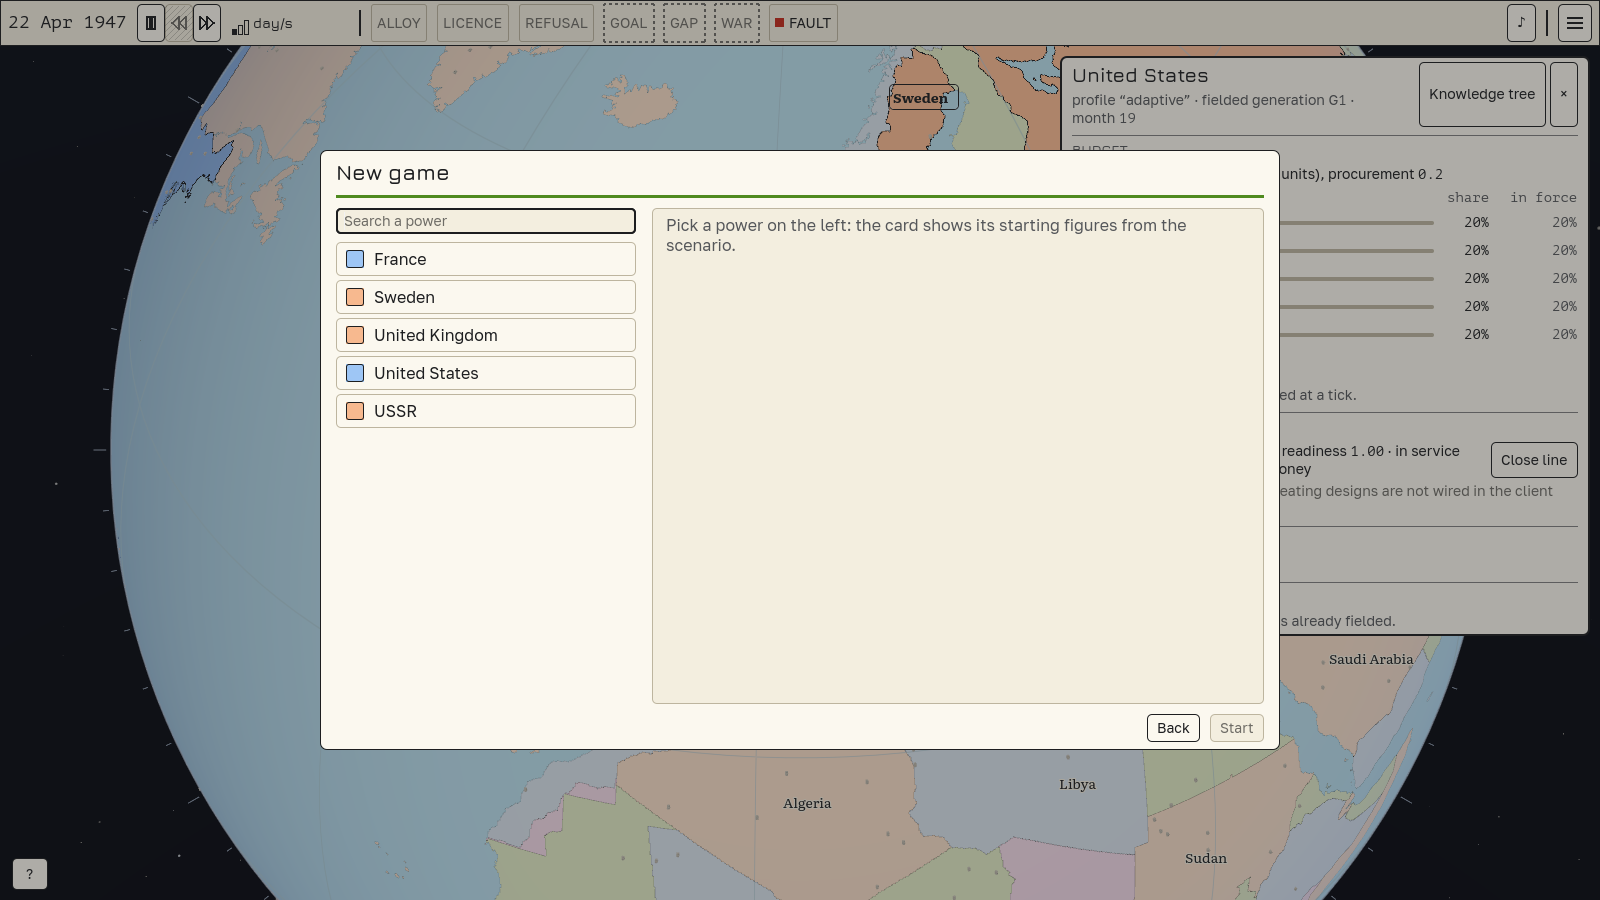 22 Apr 1947
day/s
ALLOY
LICENCE
REFUSAL
GOAL
GAP
WAR
FAULT
♪
Sweden
United States
profile “adaptive” · fielded generation G1 ·
month 19
Knowledge tree
×
BUDGET
units), procurement 0.2
share in force
20% 20%
20% 20%
20% 20%
20% 20%
20% 20%
ed at a tick.
readiness 1.00 · in service
oney
Close line
eating designs are not wired in the client
s already fielded.
New game
Search a power
France
Sweden
United Kingdom
United States
USSR
Pick a power on the left: the card shows its starting figures from the
scenario.
Back
Start
Saudi Arabia
Libya
Algeria
Sudan
?